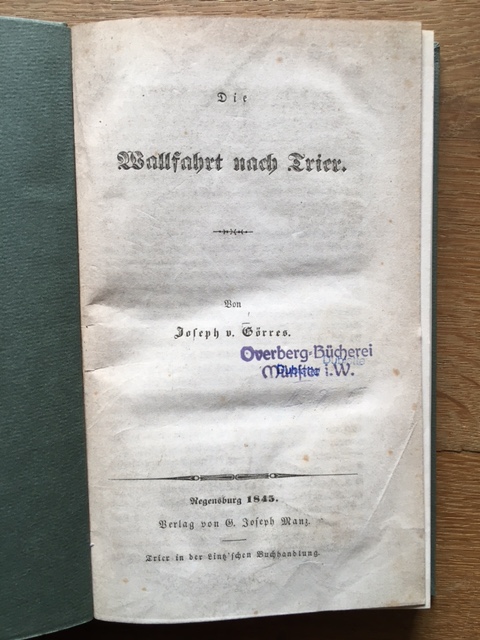 Die
Wallfahrt nach Trier.
Von
Joseph v. Görres.
Overberg-Bücherei
Münster i.W.
Dublette
Regensburg 1845.
Verlag von G. Joseph Manz.
Trier in der Lintz'schen Buchhandlung.